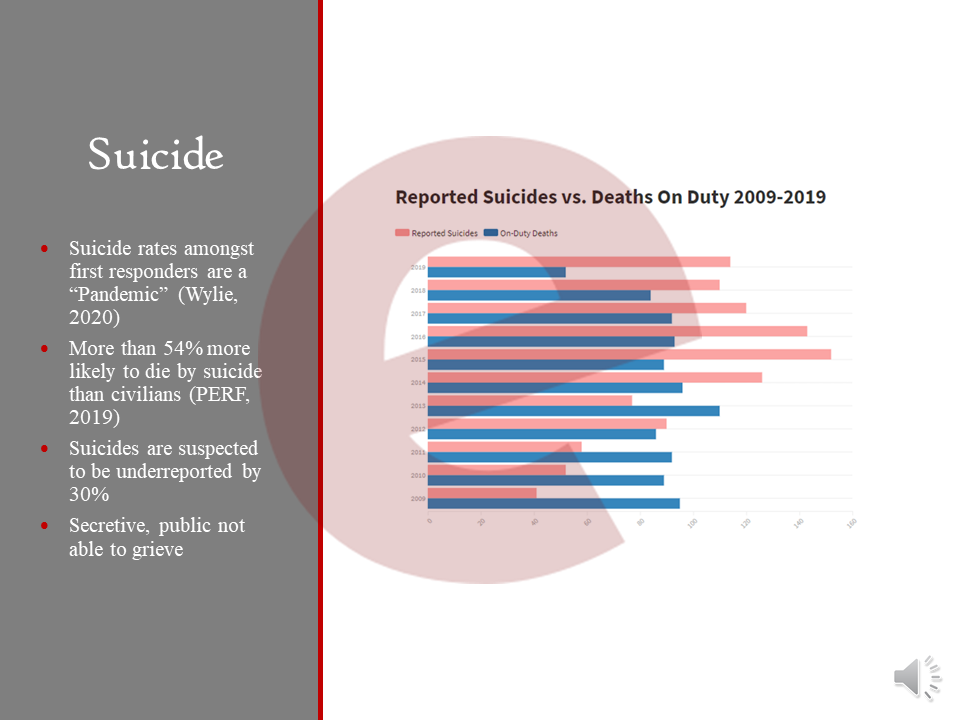 Suicide
Suicide rates amongst
first responders are a
“Pandemic” (Wylie,
2020)
More than 54% more
likely to die by suicide
than civilians (PERF,
2019)
Suicides are suspected
to be underreported by
30%
Secretive, public not
able to grieve
Reported Suicides vs. Deaths On Duty 2009-2019
Reported Suicides On-Duty Deaths
2019
2018
2017
2016
2015
2014
2013
2012
2011
2010
2009
0 20 40 60 80 100 120 140 160
e